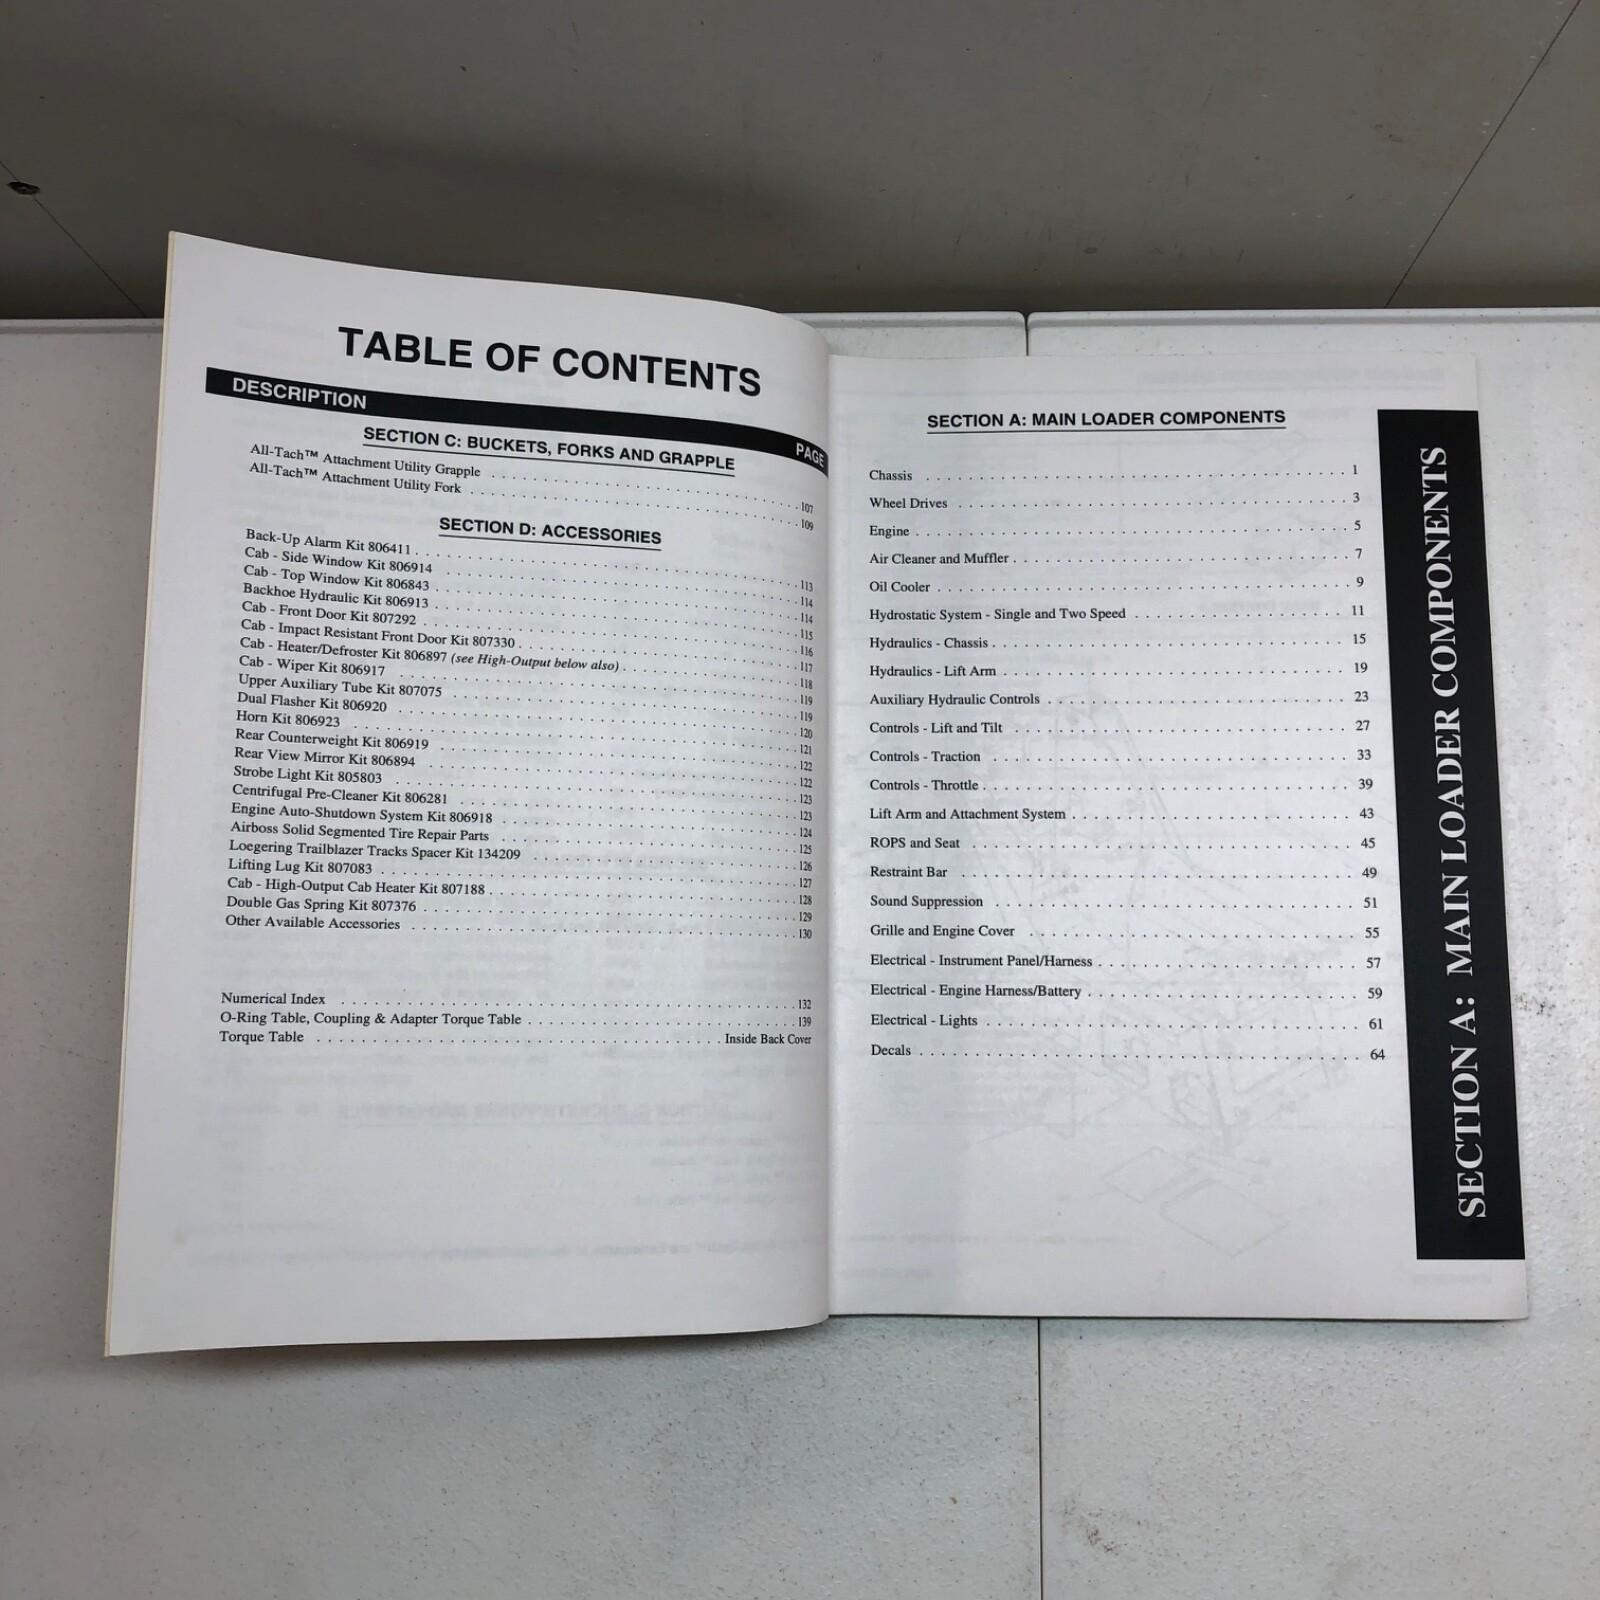 TABLE OF CONTENTS
DESCRIPTION PAGE
SECTION C: BUCKETS, FORKS AND GRAPPLE
All-Tach™ Attachment Utility Grapple . . . . . 107
All-Tach™ Attachment Utility Fork . . . . . 109
SECTION D: ACCESSORIES
Back-Up Alarm Kit 806411 . . . . . 113
Cab - Side Window Kit 806914 . . . . . 114
Cab - Top Window Kit 806843 . . . . . 114
Backhoe Hydraulic Kit 806913 . . . . . 115
Cab - Front Door Kit 807292 . . . . . 116
Cab - Impact Resistant Front Door Kit 807330 . . . . . 117
Cab - Heater/Defroster Kit 806897 (see High-Output below also) . . . . . 118
Cab - Wiper Kit 806917 . . . . . 119
Upper Auxiliary Tube Kit 807075 . . . . . 119
Dual Flasher Kit 806920 . . . . . 120
Horn Kit 806923 . . . . . 121
Rear Counterweight Kit 806919 . . . . . 122
Rear View Mirror Kit 806894 . . . . . 122
Strobe Light Kit 805803 . . . . . 123
Centrifugal Pre-Cleaner Kit 806281 . . . . . 123
Engine Auto-Shutdown System Kit 806918 . . . . . 124
Airboss Solid Segmented Tire Repair Parts . . . . . 125
Loegering Trailblazer Tracks Spacer Kit 134209 . . . . . 126
Lifting Lug Kit 807083 . . . . . 127
Cab - High-Output Cab Heater Kit 807188 . . . . . 128
Double Gas Spring Kit 807376 . . . . . 129
Other Available Accessories . . . . . 130
Numerical Index . . . . . 132
O-Ring Table, Coupling & Adapter Torque Table . . . . . 139
Torque Table . . . . . Inside Back Cover
SECTION A: MAIN LOADER COMPONENTS
Chassis . . . . . 1
Wheel Drives . . . . . 3
Engine . . . . . 5
Air Cleaner and Muffler . . . . . 7
Oil Cooler . . . . . 9
Hydrostatic System - Single and Two Speed . . . . . 11
Hydraulics - Chassis . . . . . 15
Hydraulics - Lift Arm . . . . . 19
Auxiliary Hydraulic Controls . . . . . 23
Controls - Lift and Tilt . . . . . 27
Controls - Traction . . . . . 33
Controls - Throttle . . . . . 39
Lift Arm and Attachment System . . . . . 43
ROPS and Seat . . . . . 45
Restraint Bar . . . . . 49
Sound Suppression . . . . . 51
Grille and Engine Cover . . . . . 55
Electrical - Instrument Panel/Harness . . . . . 57
Electrical - Engine Harness/Battery . . . . . 59
Electrical - Lights . . . . . 61
Decals . . . . . 64
SECTION A: MAIN LOADER COMPONENTS